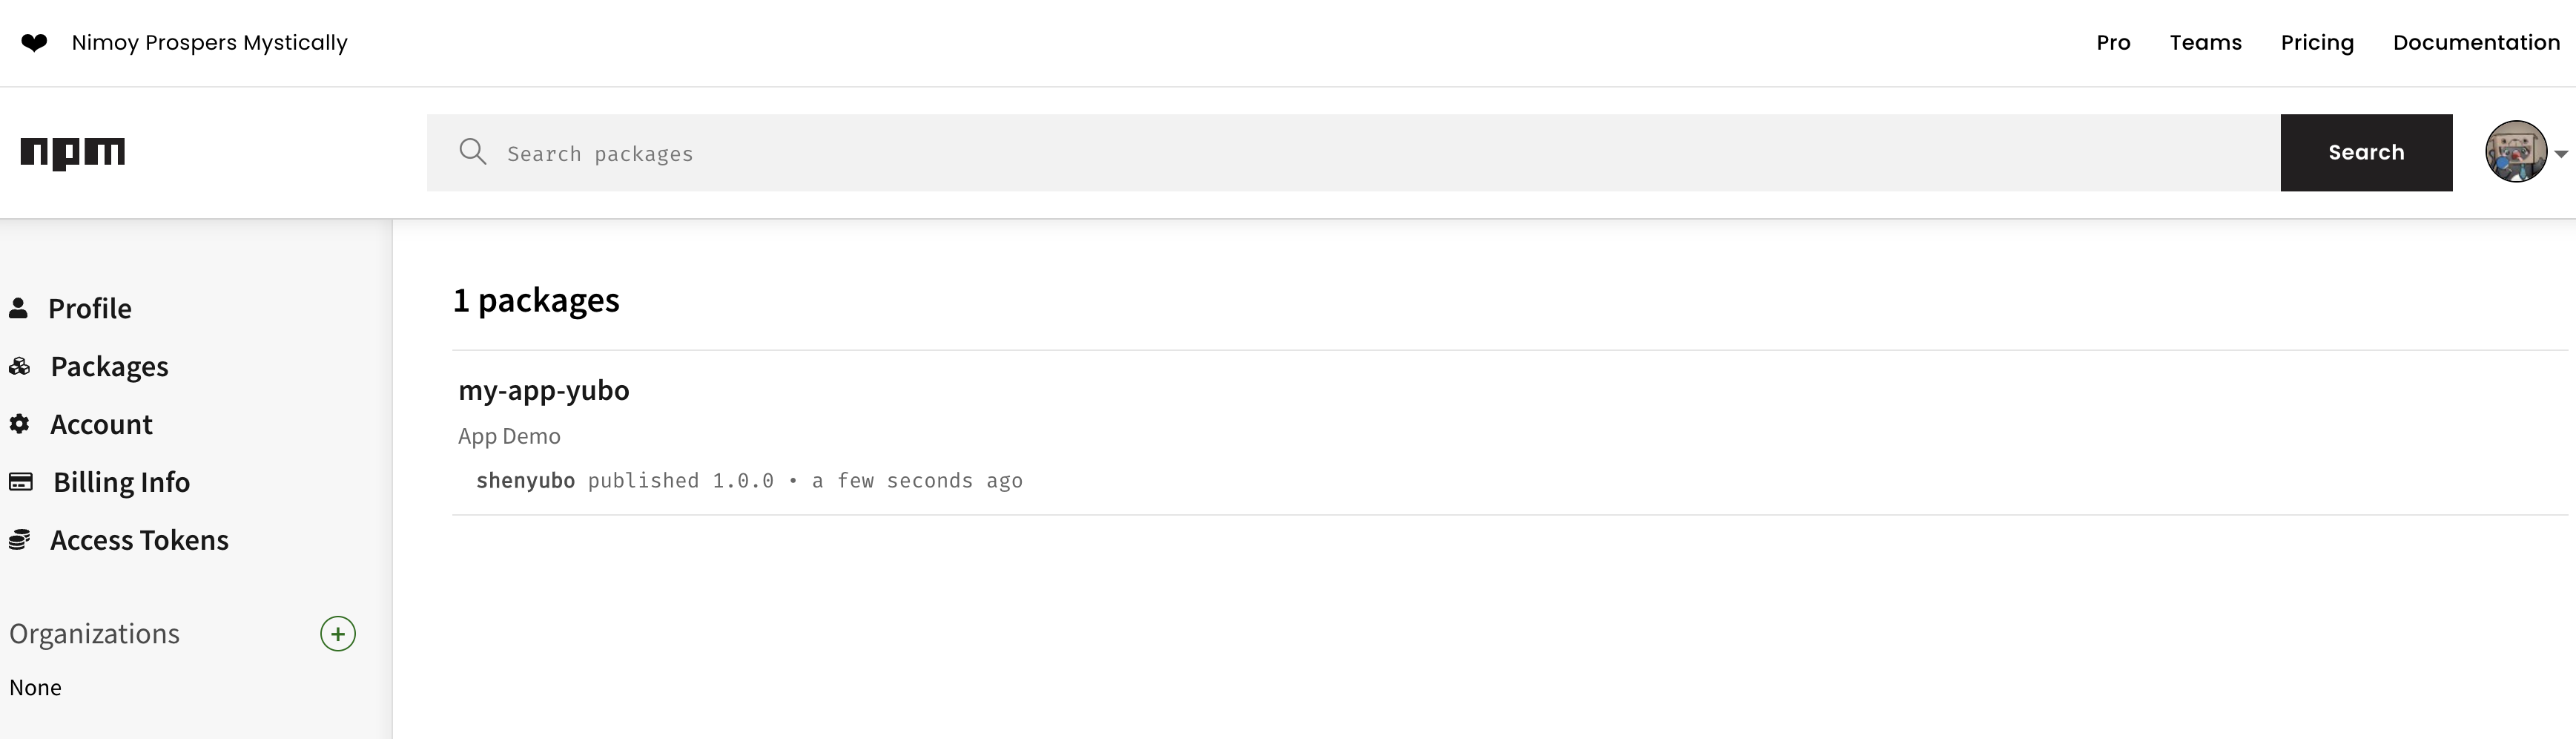 ❤ Nimoy Prospers Mystically
Pro Teams Pricing Documentation
npm
Search packages
Search
Profile
Packages
Account
Billing Info
Access Tokens
Organizations
+
None
1 packages
my-app-yubo
App Demo
shenyubo published 1.0.0 • a few seconds ago